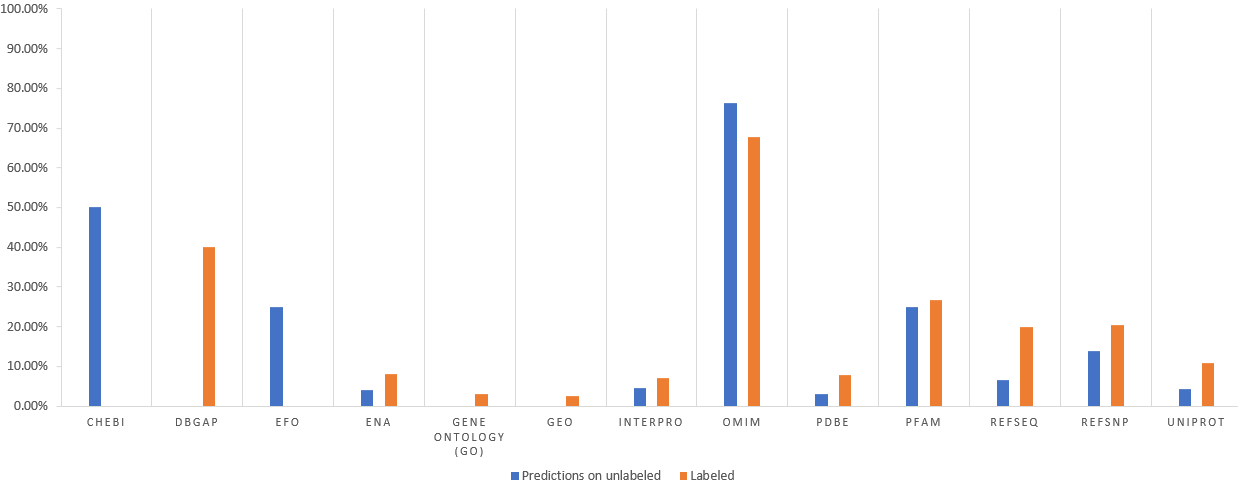 100.00%
90.00%
80.00%
70.00%
60.00%
50.00%
40.00%
30.00%
20.00%
10.00%
0.00%
CHEBI
DBGAP
EFO
ENA
GENE
ONTOLOGY
(GO)
GEO
INTERPRO
OMIM
PDBE
PFAM
REFSEQ
REFSNP
UNIPROT
Predictions on unlabeled
Labeled